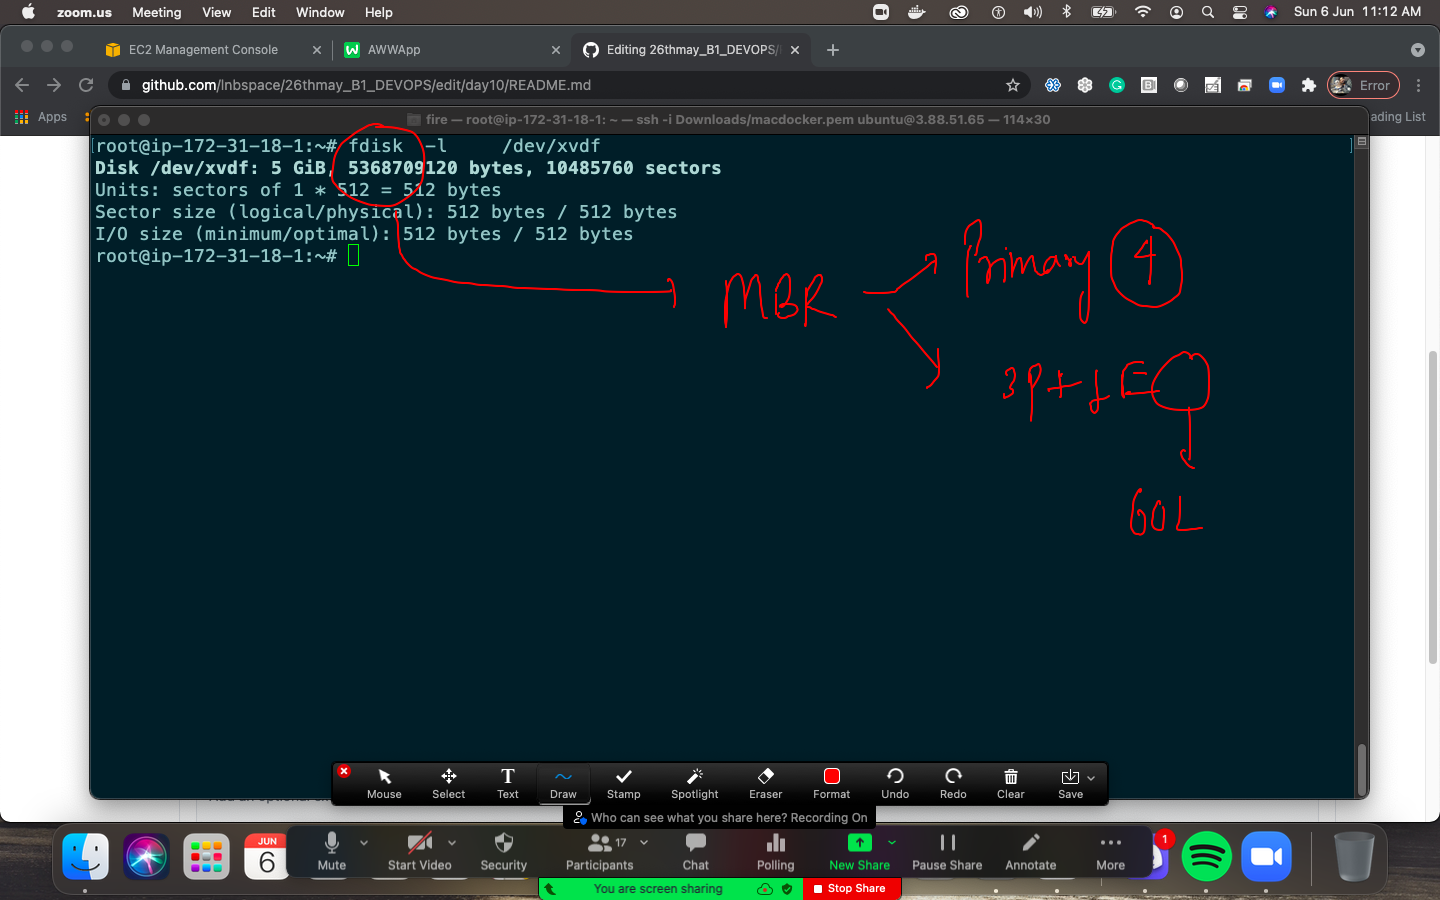 zoom.us Meeting View Edit Window Help Sun 6 Jun 11:12 AM
EC2 Management Console AWWApp Editing 26thmay_B1_DEVOPS/
github.com/lnbspace/26thmay_B1_DEVOPS/edit/day10/README.md Error
Apps ading List
fire — root@ip-172-31-18-1: ~ — ssh -i Downloads/macdocker.pem ubuntu@3.88.51.65 — 114×30
[root@ip-172-31-18-1:~# fdisk -l /dev/xvdf ]
Disk /dev/xvdf: 5 GiB, 5368709120 bytes, 10485760 sectors
Units: sectors of 1 * 512 = 512 bytes
Sector size (logical/physical): 512 bytes / 512 bytes
I/O size (minimum/optimal): 512 bytes / 512 bytes
root@ip-172-31-18-1:~#
Primary 4
MBR
3P + 1E
60L
Mouse Select Text Draw Stamp Spotlight Eraser Format Undo Redo Clear Save
Who can see what you share here? Recording On
JUN
6
17
1
Mute Start Video Security Participants Chat Polling New Share Pause Share Annotate More
You are screen sharing Stop Share